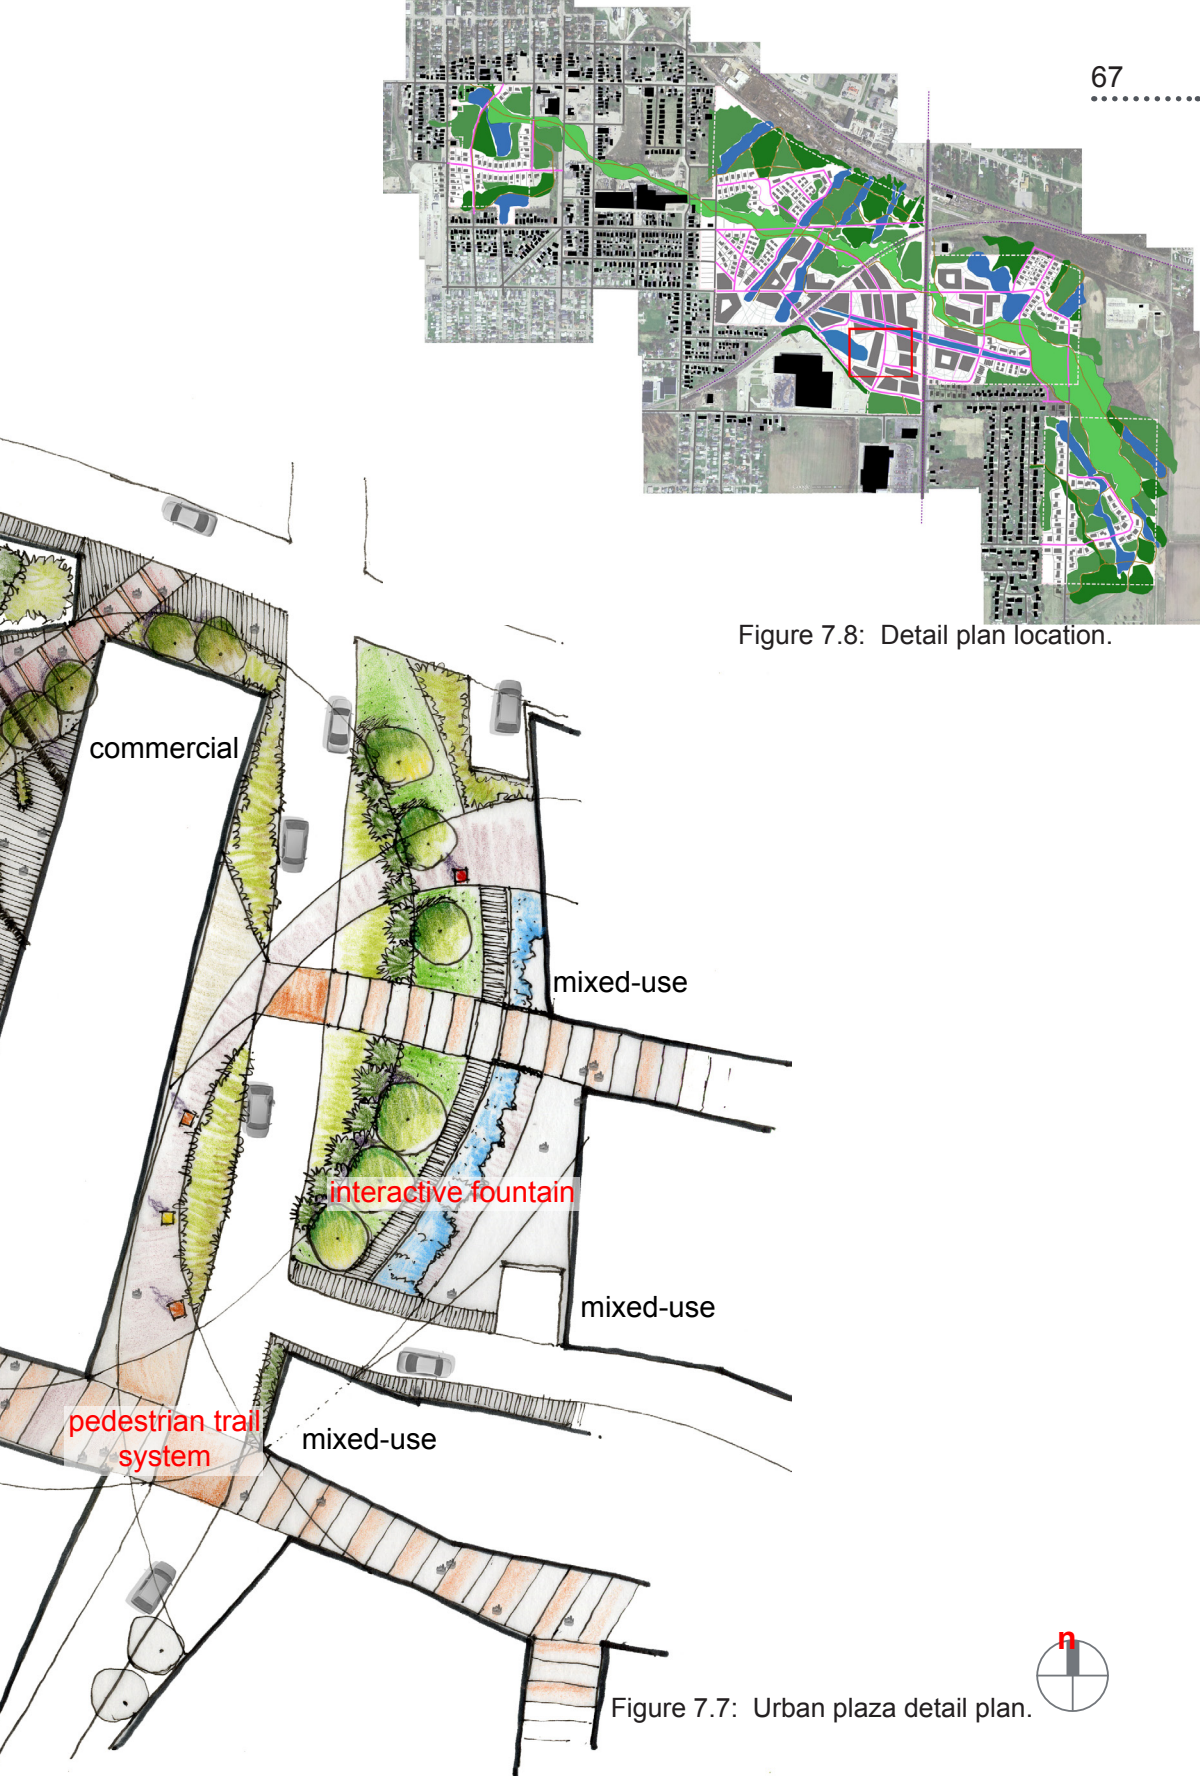 67
Figure 7.8: Detail plan location.
commercial
mixed-use
interactive fountain
mixed-use
pedestrian trail
system
mixed-use
n
Figure 7.7: Urban plaza detail plan.